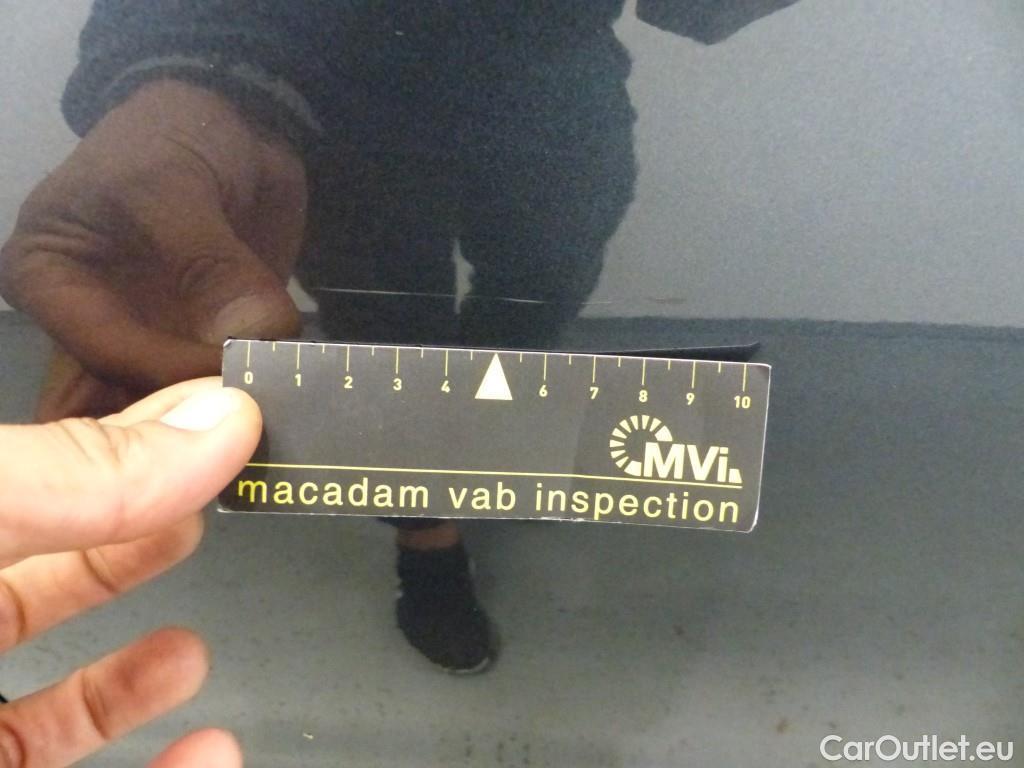 0 1 2 3 4 6 7 8 9 10
MVi
macadam vab inspection
CarOutlet.eu